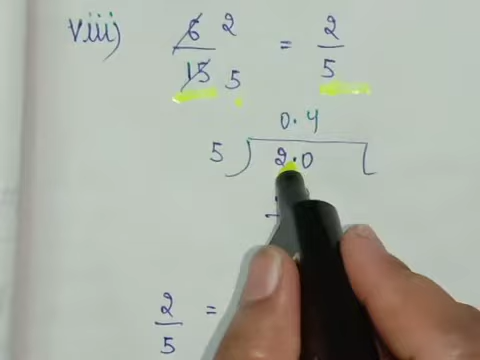 viii) 6/15 2/5 = 2/5
0.4
5 ) 2.0
2/5 =